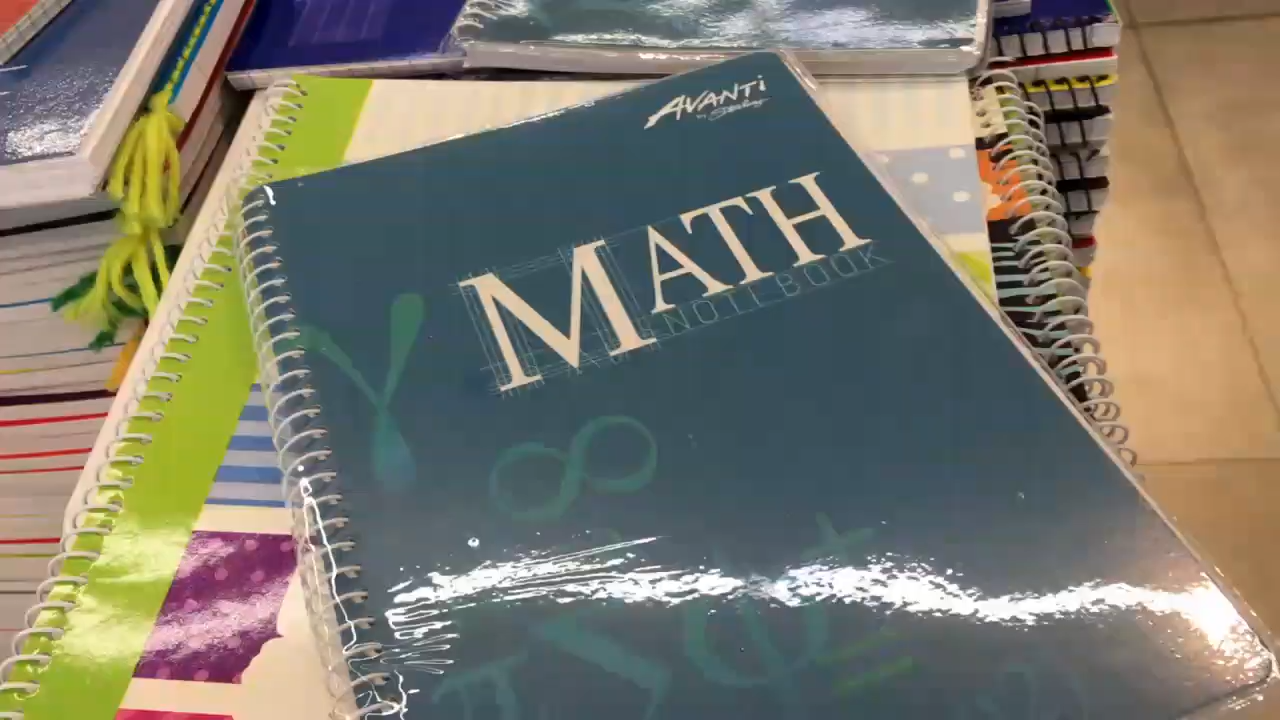 AVANTI
MATH
NOTEBOOK
γ
∞
π